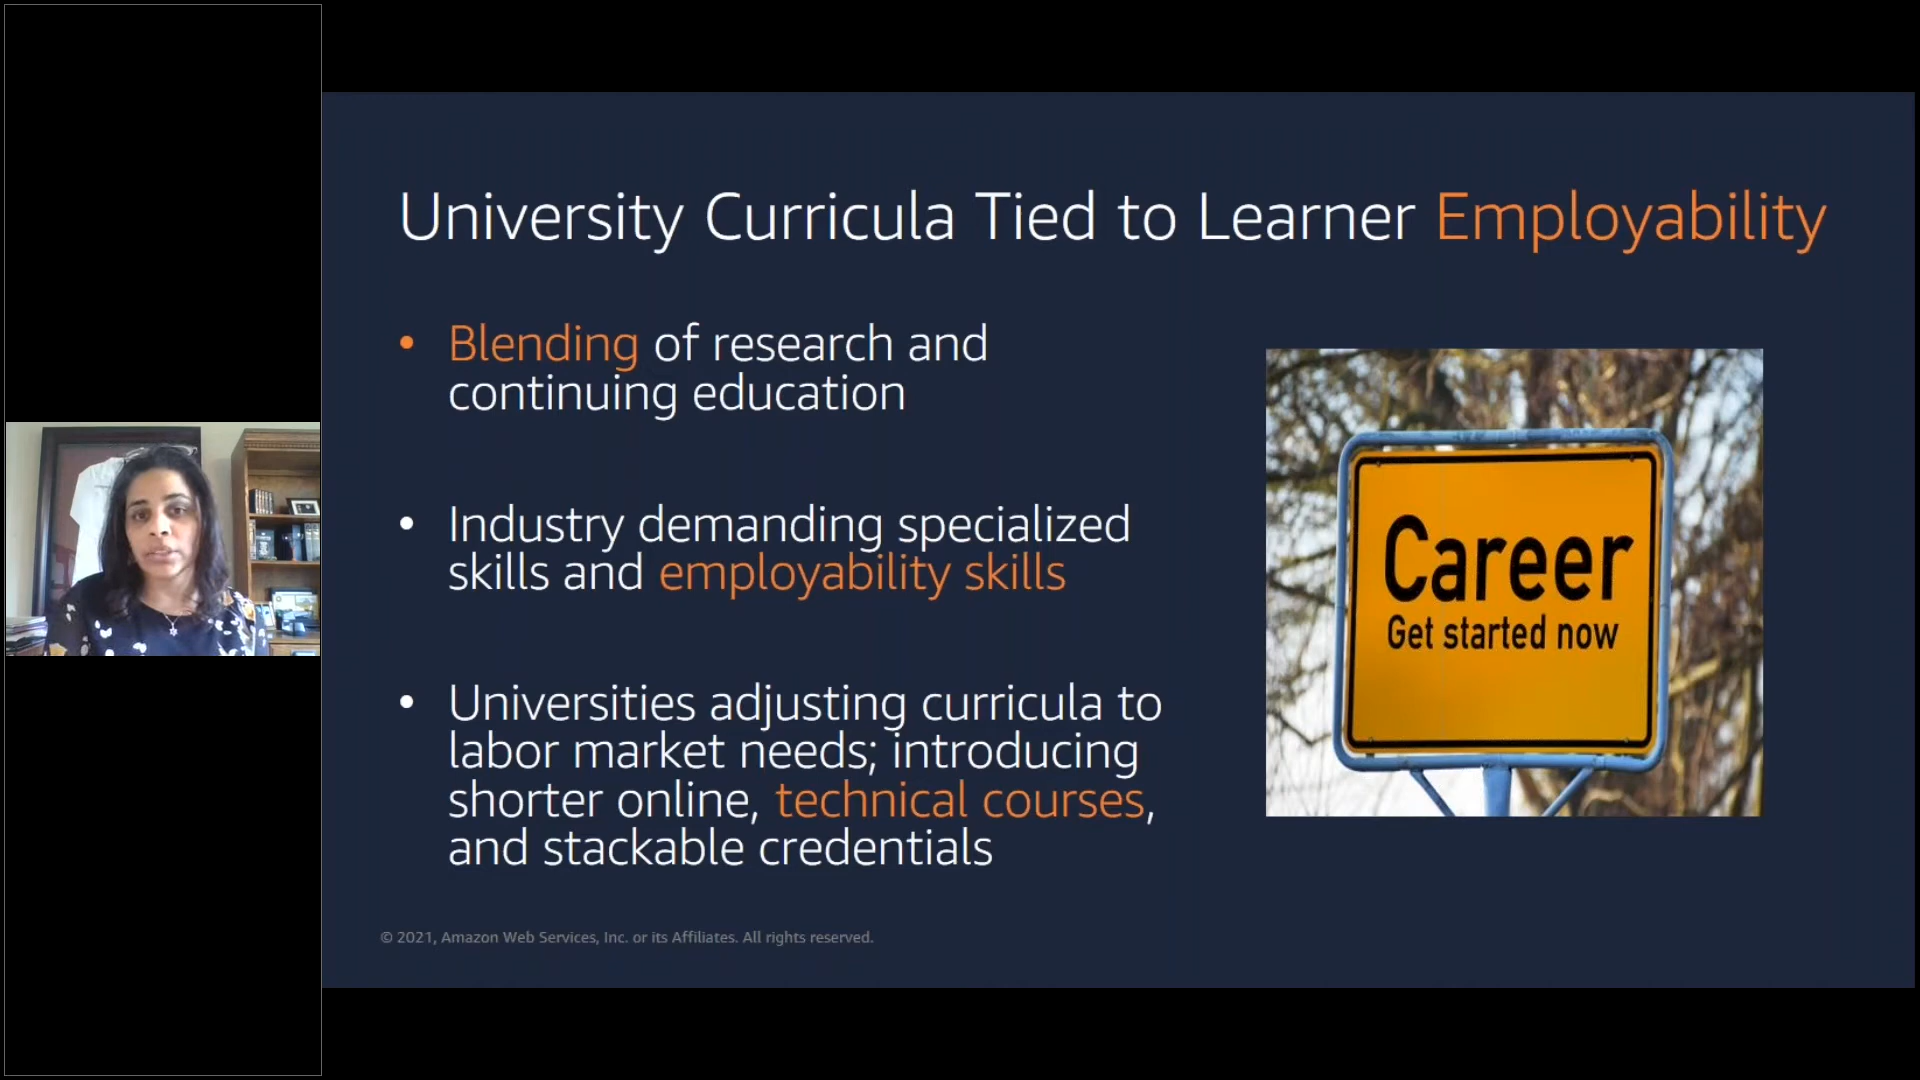 University Curricula Tied to Learner Employability
• Blending of research and
continuing education
• Industry demanding specialized
skills and employability skills
• Universities adjusting curricula to
labor market needs; introducing
shorter online, technical courses,
and stackable credentials
Career
Get started now
© 2021, Amazon Web Services, Inc. or its Affiliates. All rights reserved.